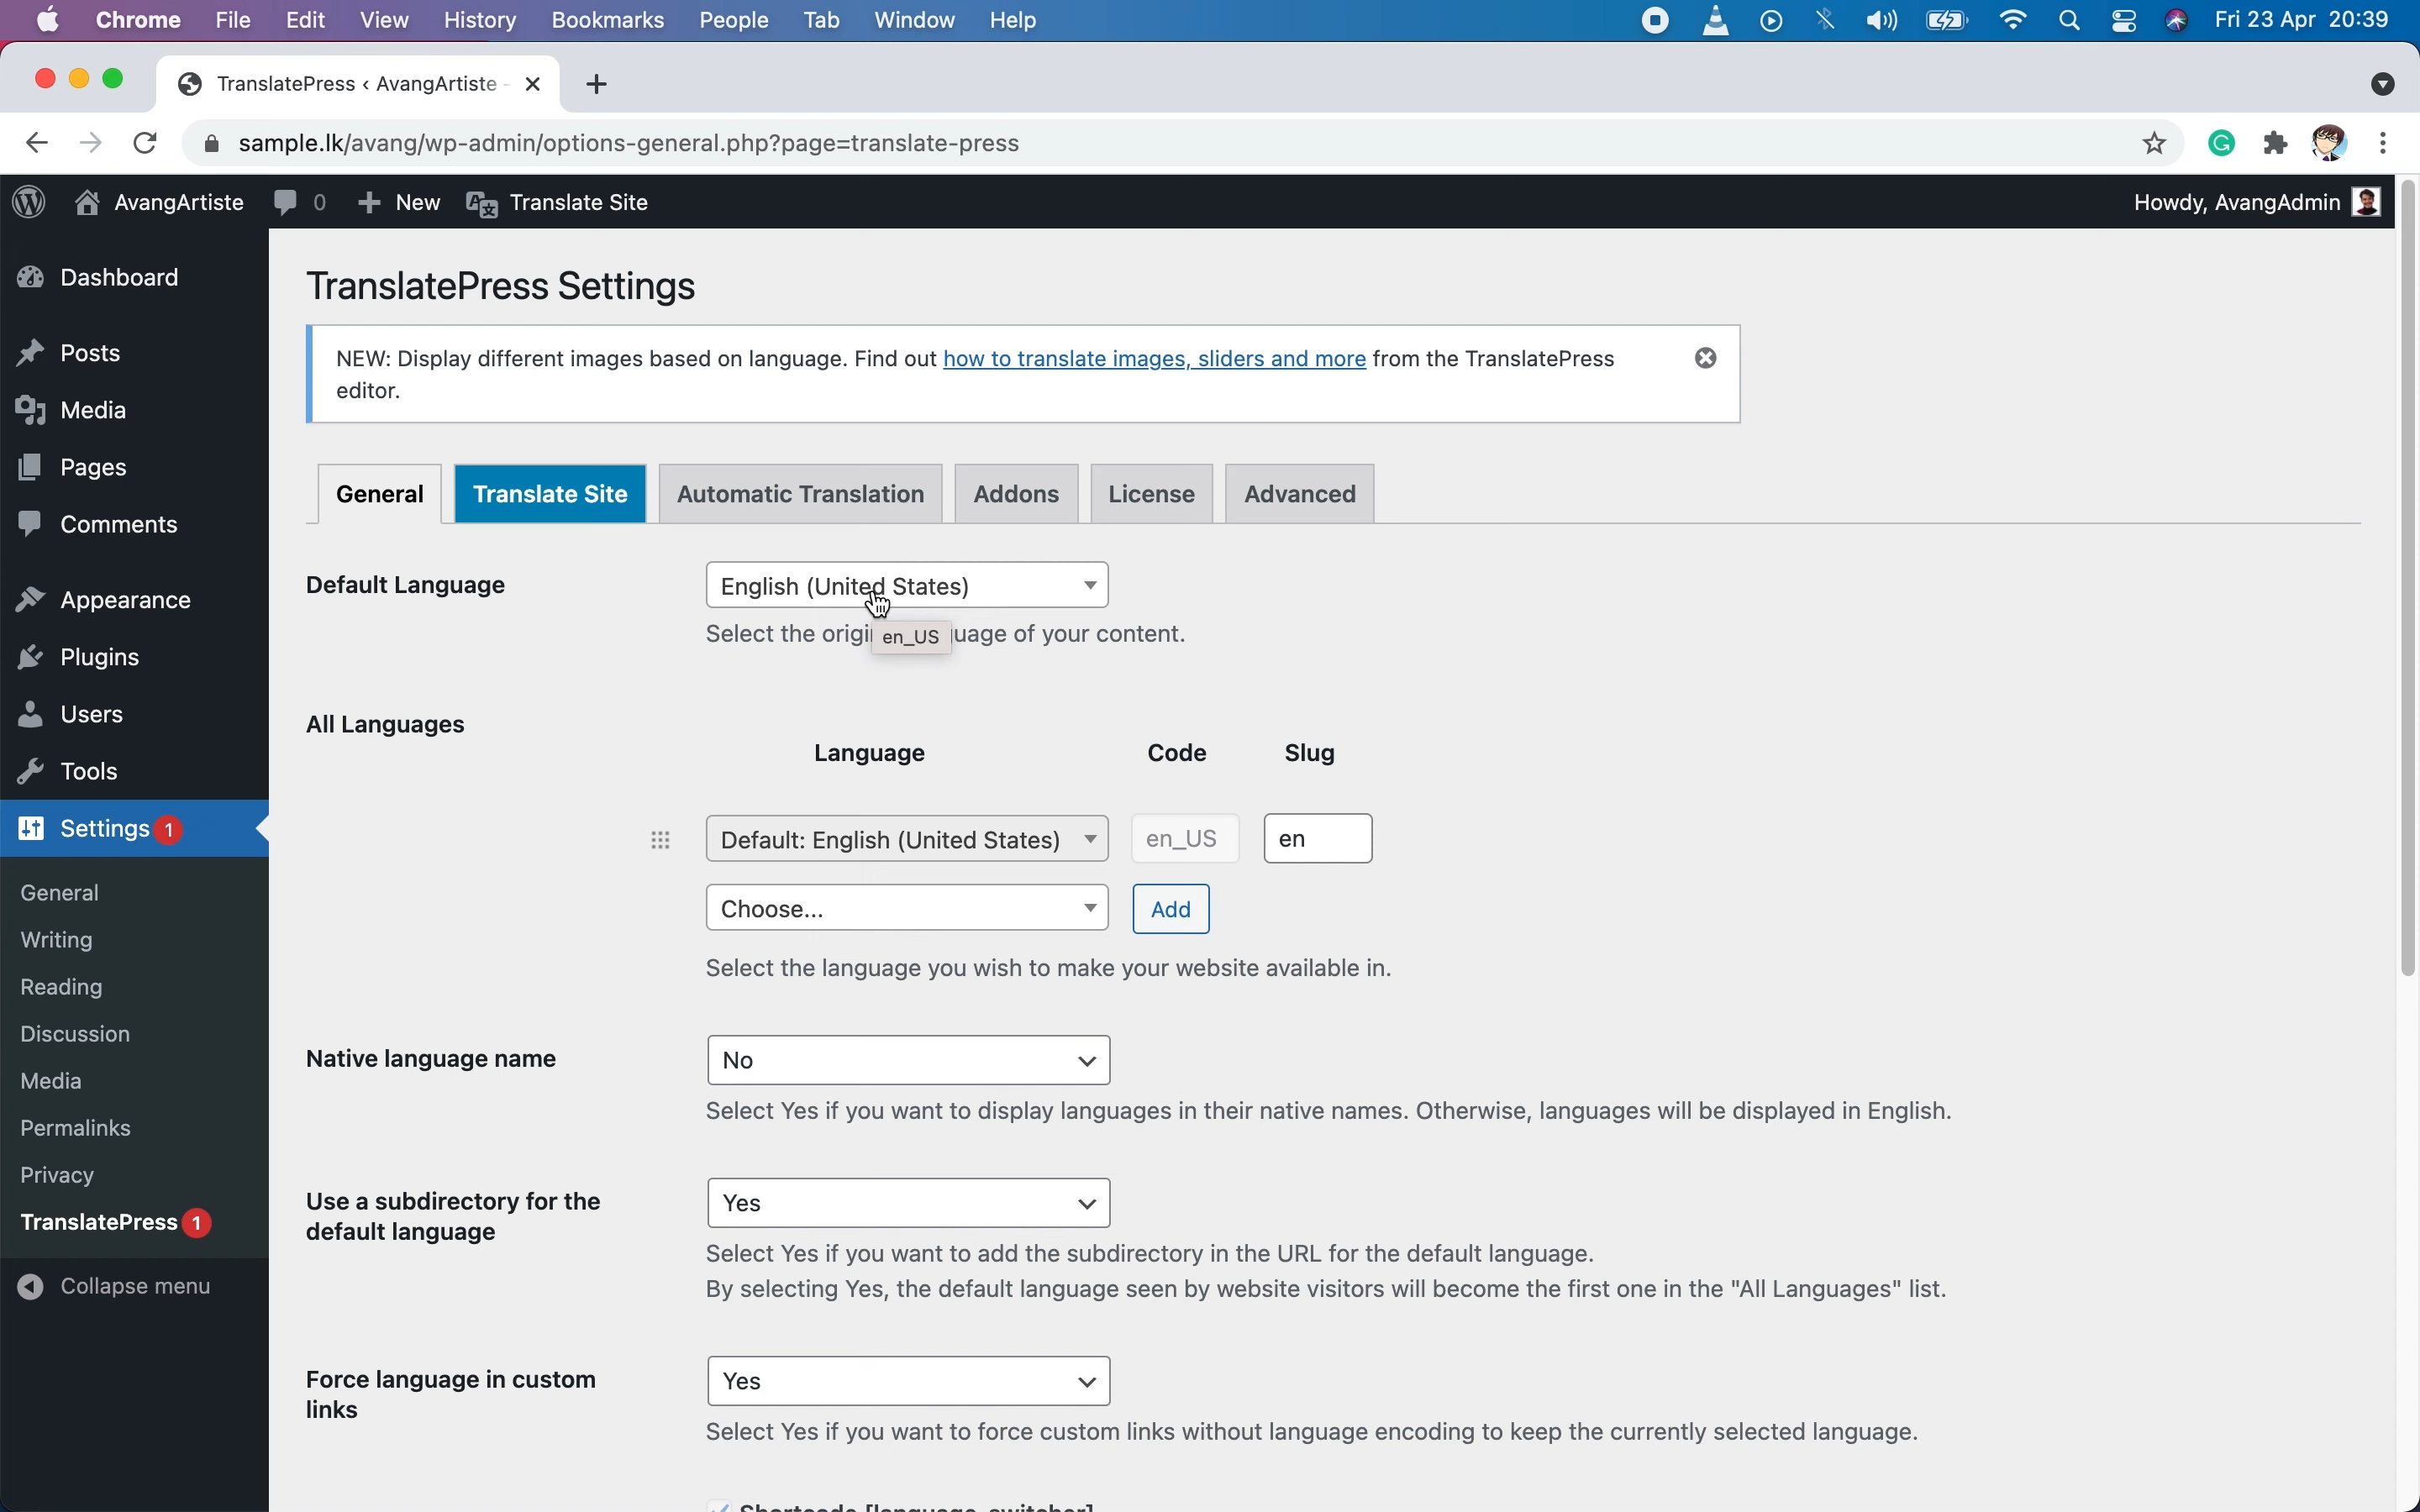 Chrome File Edit View History Bookmarks People Tab Window Help Fri 23 Apr 20:39
TranslatePress ‹ AvangArtiste -
sample.lk/avang/wp-admin/options-general.php?page=translate-press
AvangArtiste 0 New Translate Site Howdy, AvangAdmin
Dashboard
Posts
Media
Pages
Comments
Appearance
Plugins
Users
Tools
Settings 1
General
Writing
Reading
Discussion
Media
Permalinks
Privacy
TranslatePress 1
Collapse menu
TranslatePress Settings
NEW: Display different images based on language. Find out how to translate images, sliders and more from the TranslatePress
editor.
General Translate Site Automatic Translation Addons License Advanced
Default Language English (United States)
Select the origi uage of your content.
en_US
All Languages
Language Code Slug
Default: English (United States) en_US en
Choose... Add
Select the language you wish to make your website available in.
Native language name No
Select Yes if you want to display languages in their native names. Otherwise, languages will be displayed in English.
Use a subdirectory for the
default language
Yes
Select Yes if you want to add the subdirectory in the URL for the default language.
By selecting Yes, the default language seen by website visitors will become the first one in the "All Languages" list.
Force language in custom
links
Yes
Select Yes if you want to force custom links without language encoding to keep the currently selected language.
Shortcode [language-switcher]